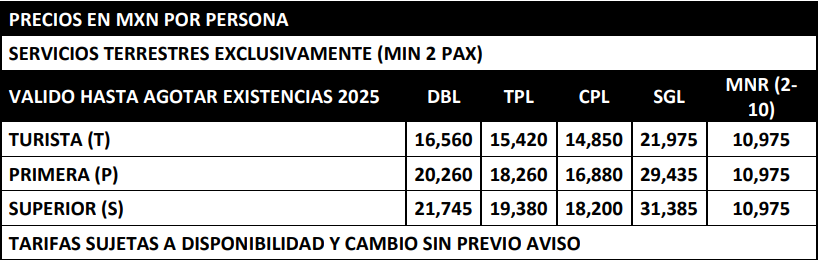 PRECIOS EN MXN POR PERSONA
SERVICIOS TERRESTRES EXCLUSIVAMENTE (MIN 2 PAX)
VALIDO HASTA AGOTAR EXISTENCIAS 2025 DBL TPL CPL SGL MNR (2-
10)
TURISTA (T) 16,560 15,420 14,850 21,975 10,975
PRIMERA (P) 20,260 18,260 16,880 29,435 10,975
SUPERIOR (S) 21,745 19,380 18,200 31,385 10,975
TARIFAS SUJETAS A DISPONIBILIDAD Y CAMBIO SIN PREVIO AVISO